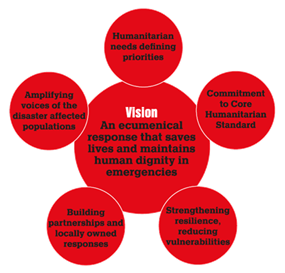 Humanitarian
needs defining
priorities
Amplifying
voices of the
disaster affected
populations
Commitment
to Core
Humanitarian
Standard
Vision
An ecumenical
response that saves
lives and maintains
human dignity in
emergencies
Building
partnerships and
locally owned
responses
Strengthening
resilience,
reducing
vulnerabilities